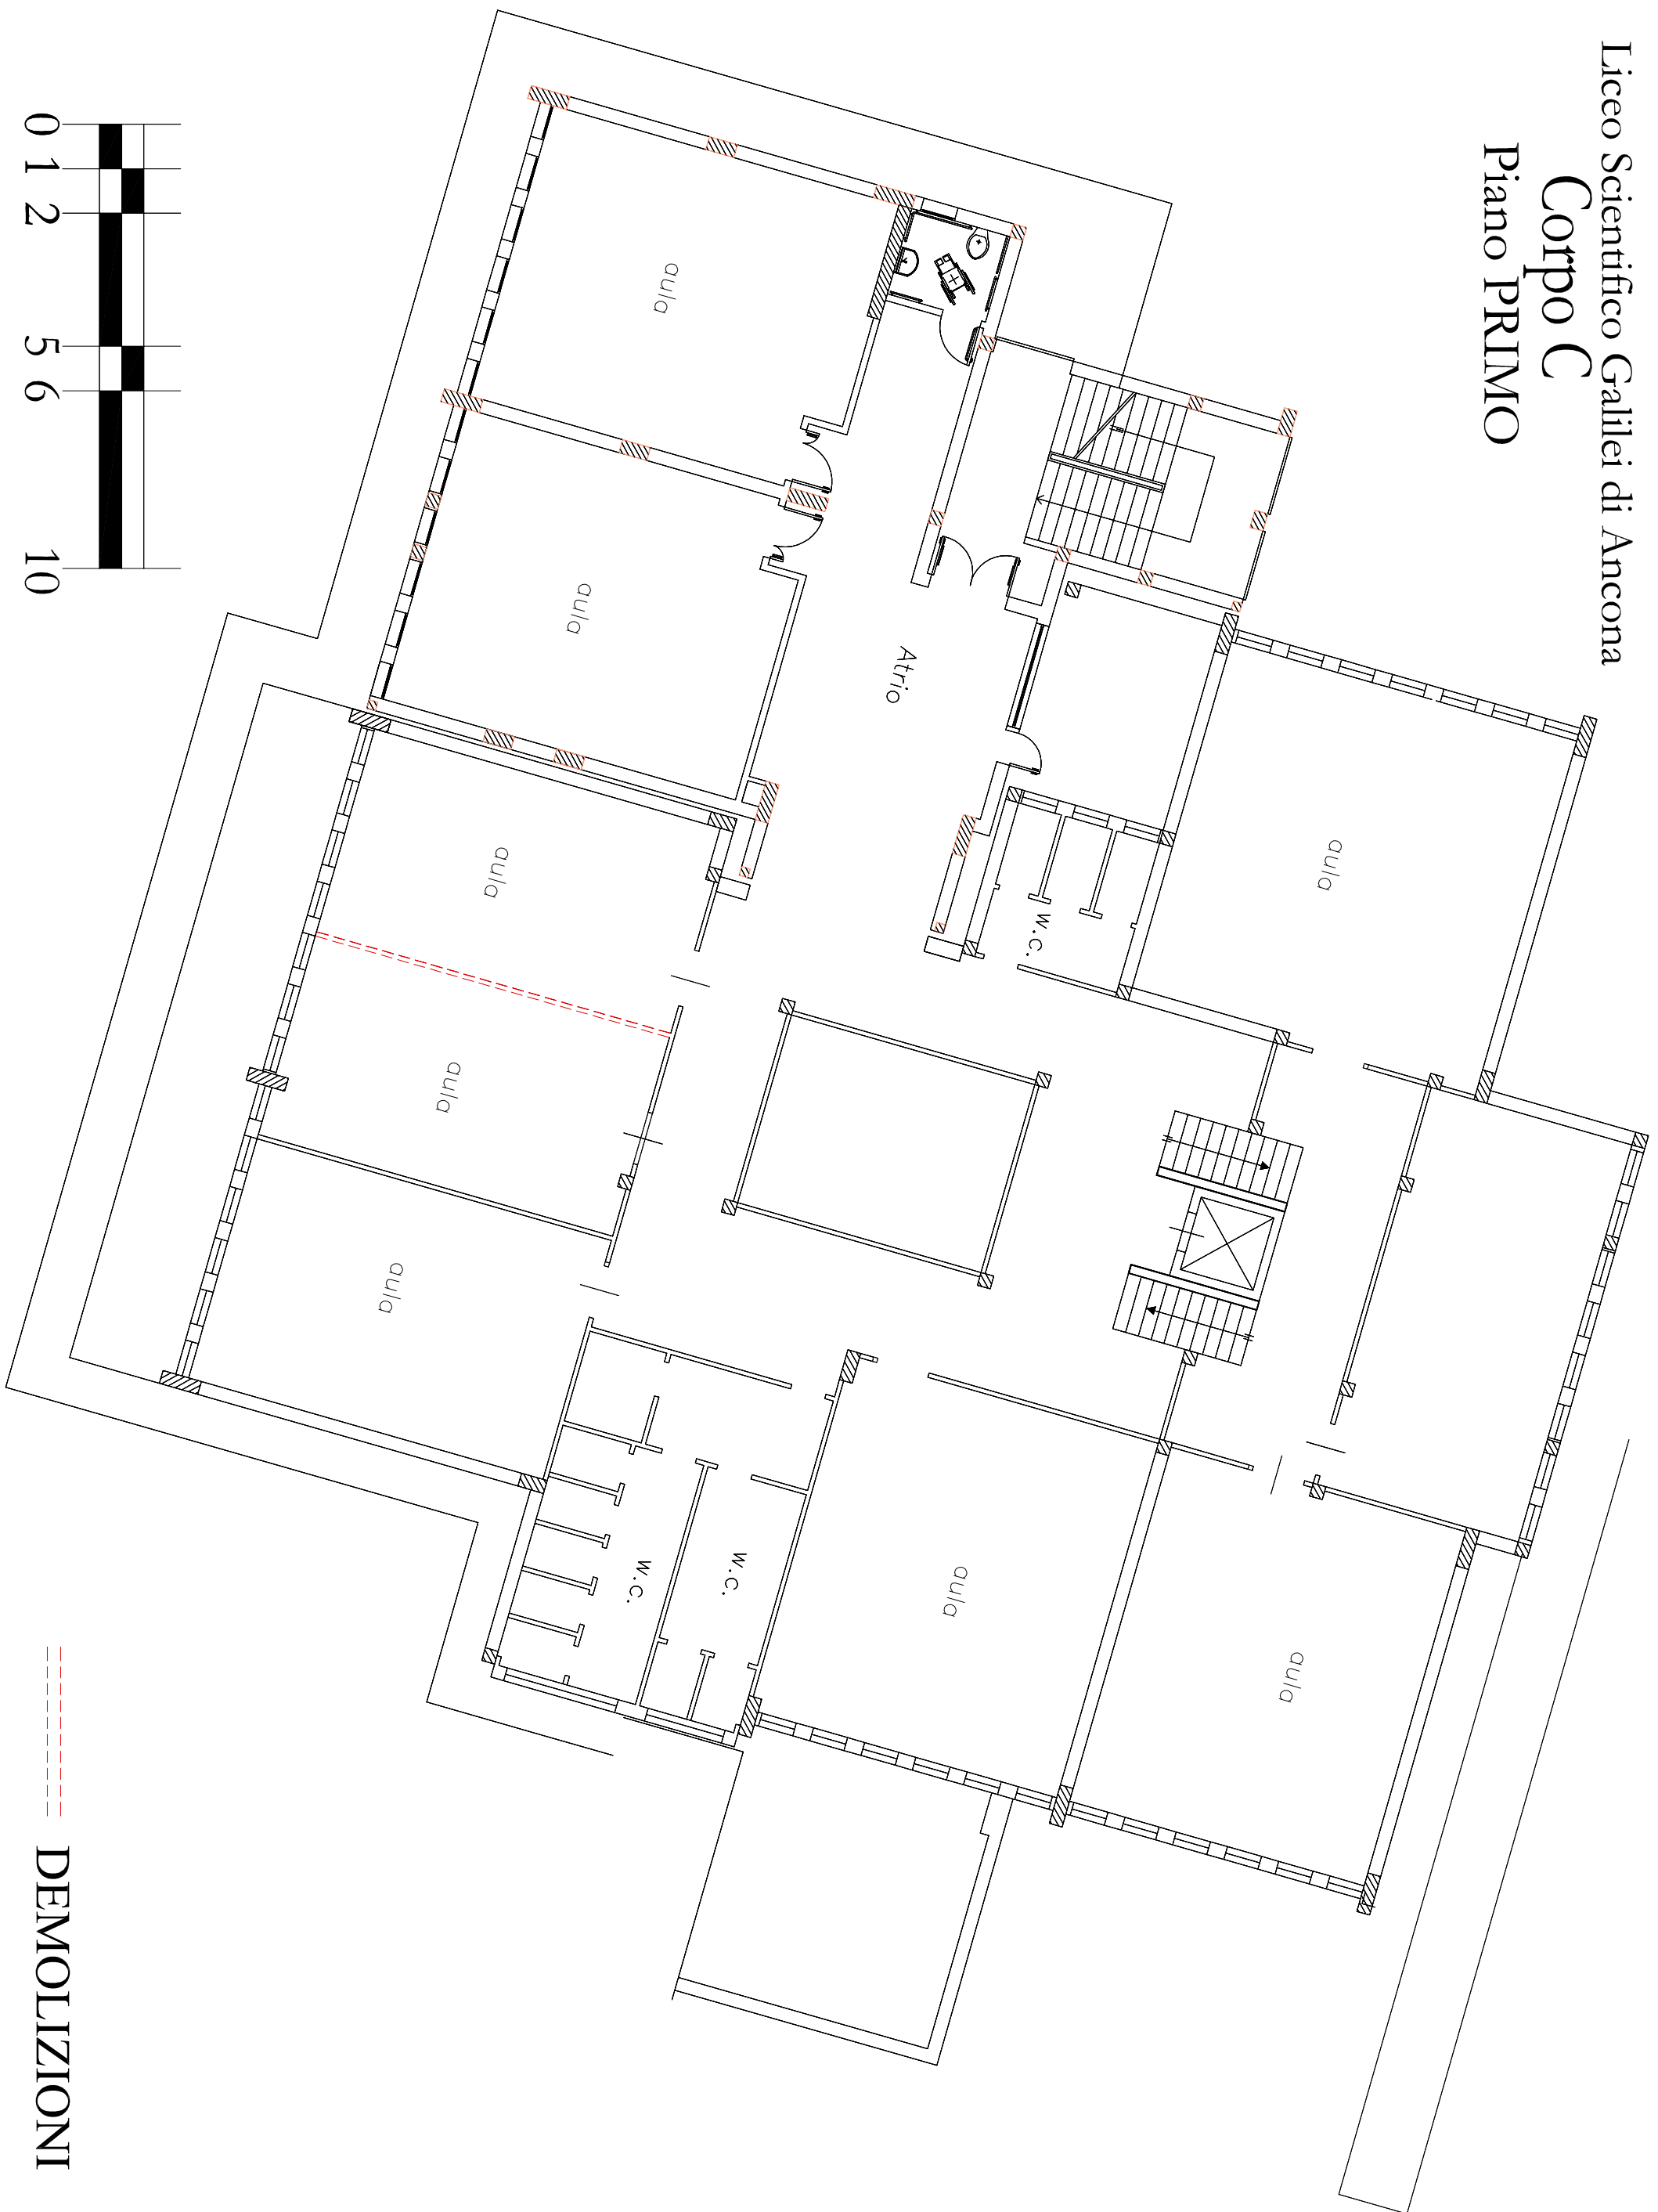 Liceo Scientifico Galilei di Ancona
Corpo C
Piano PRIMO
aula
aula
Atrio
aula
aula
w.c.
aula
aula
aula
w.c.
w.c.
aula
aula
0 1 2 5 6 10
DEMOLIZIONI